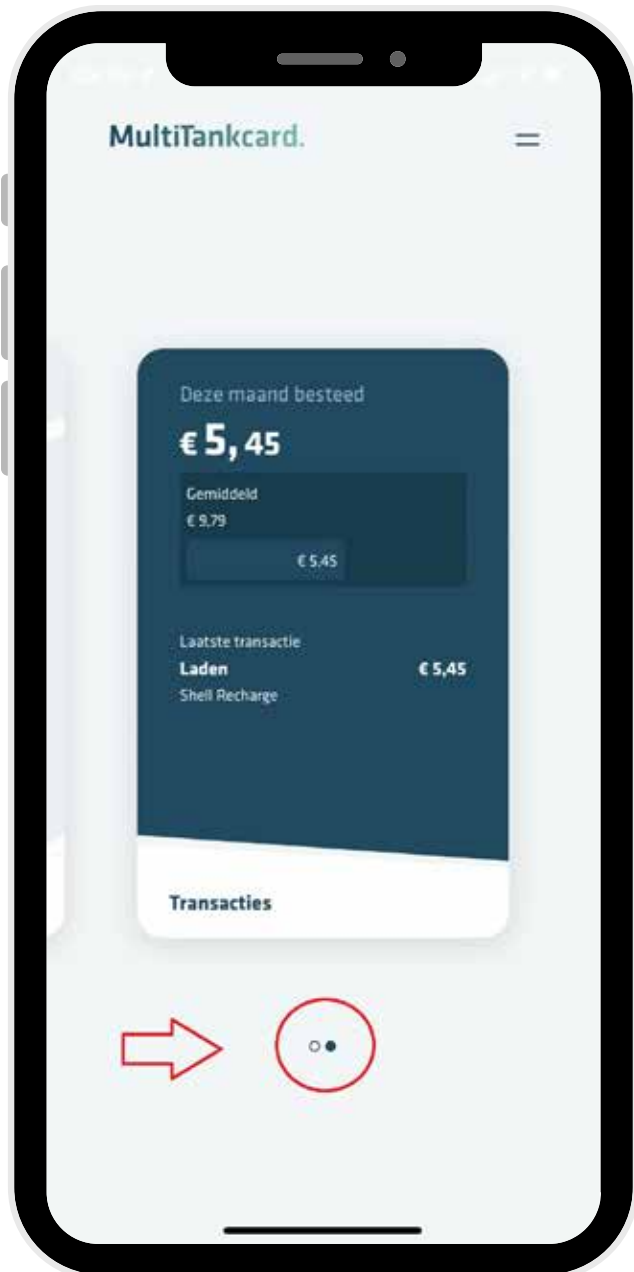 MultiTankcard.
Deze maand besteed
€ 5, 45
Gemiddeld
€ 9,79
€ 5,45
Laatste transactie
Laden € 5,45
Shell Recharge
Transacties